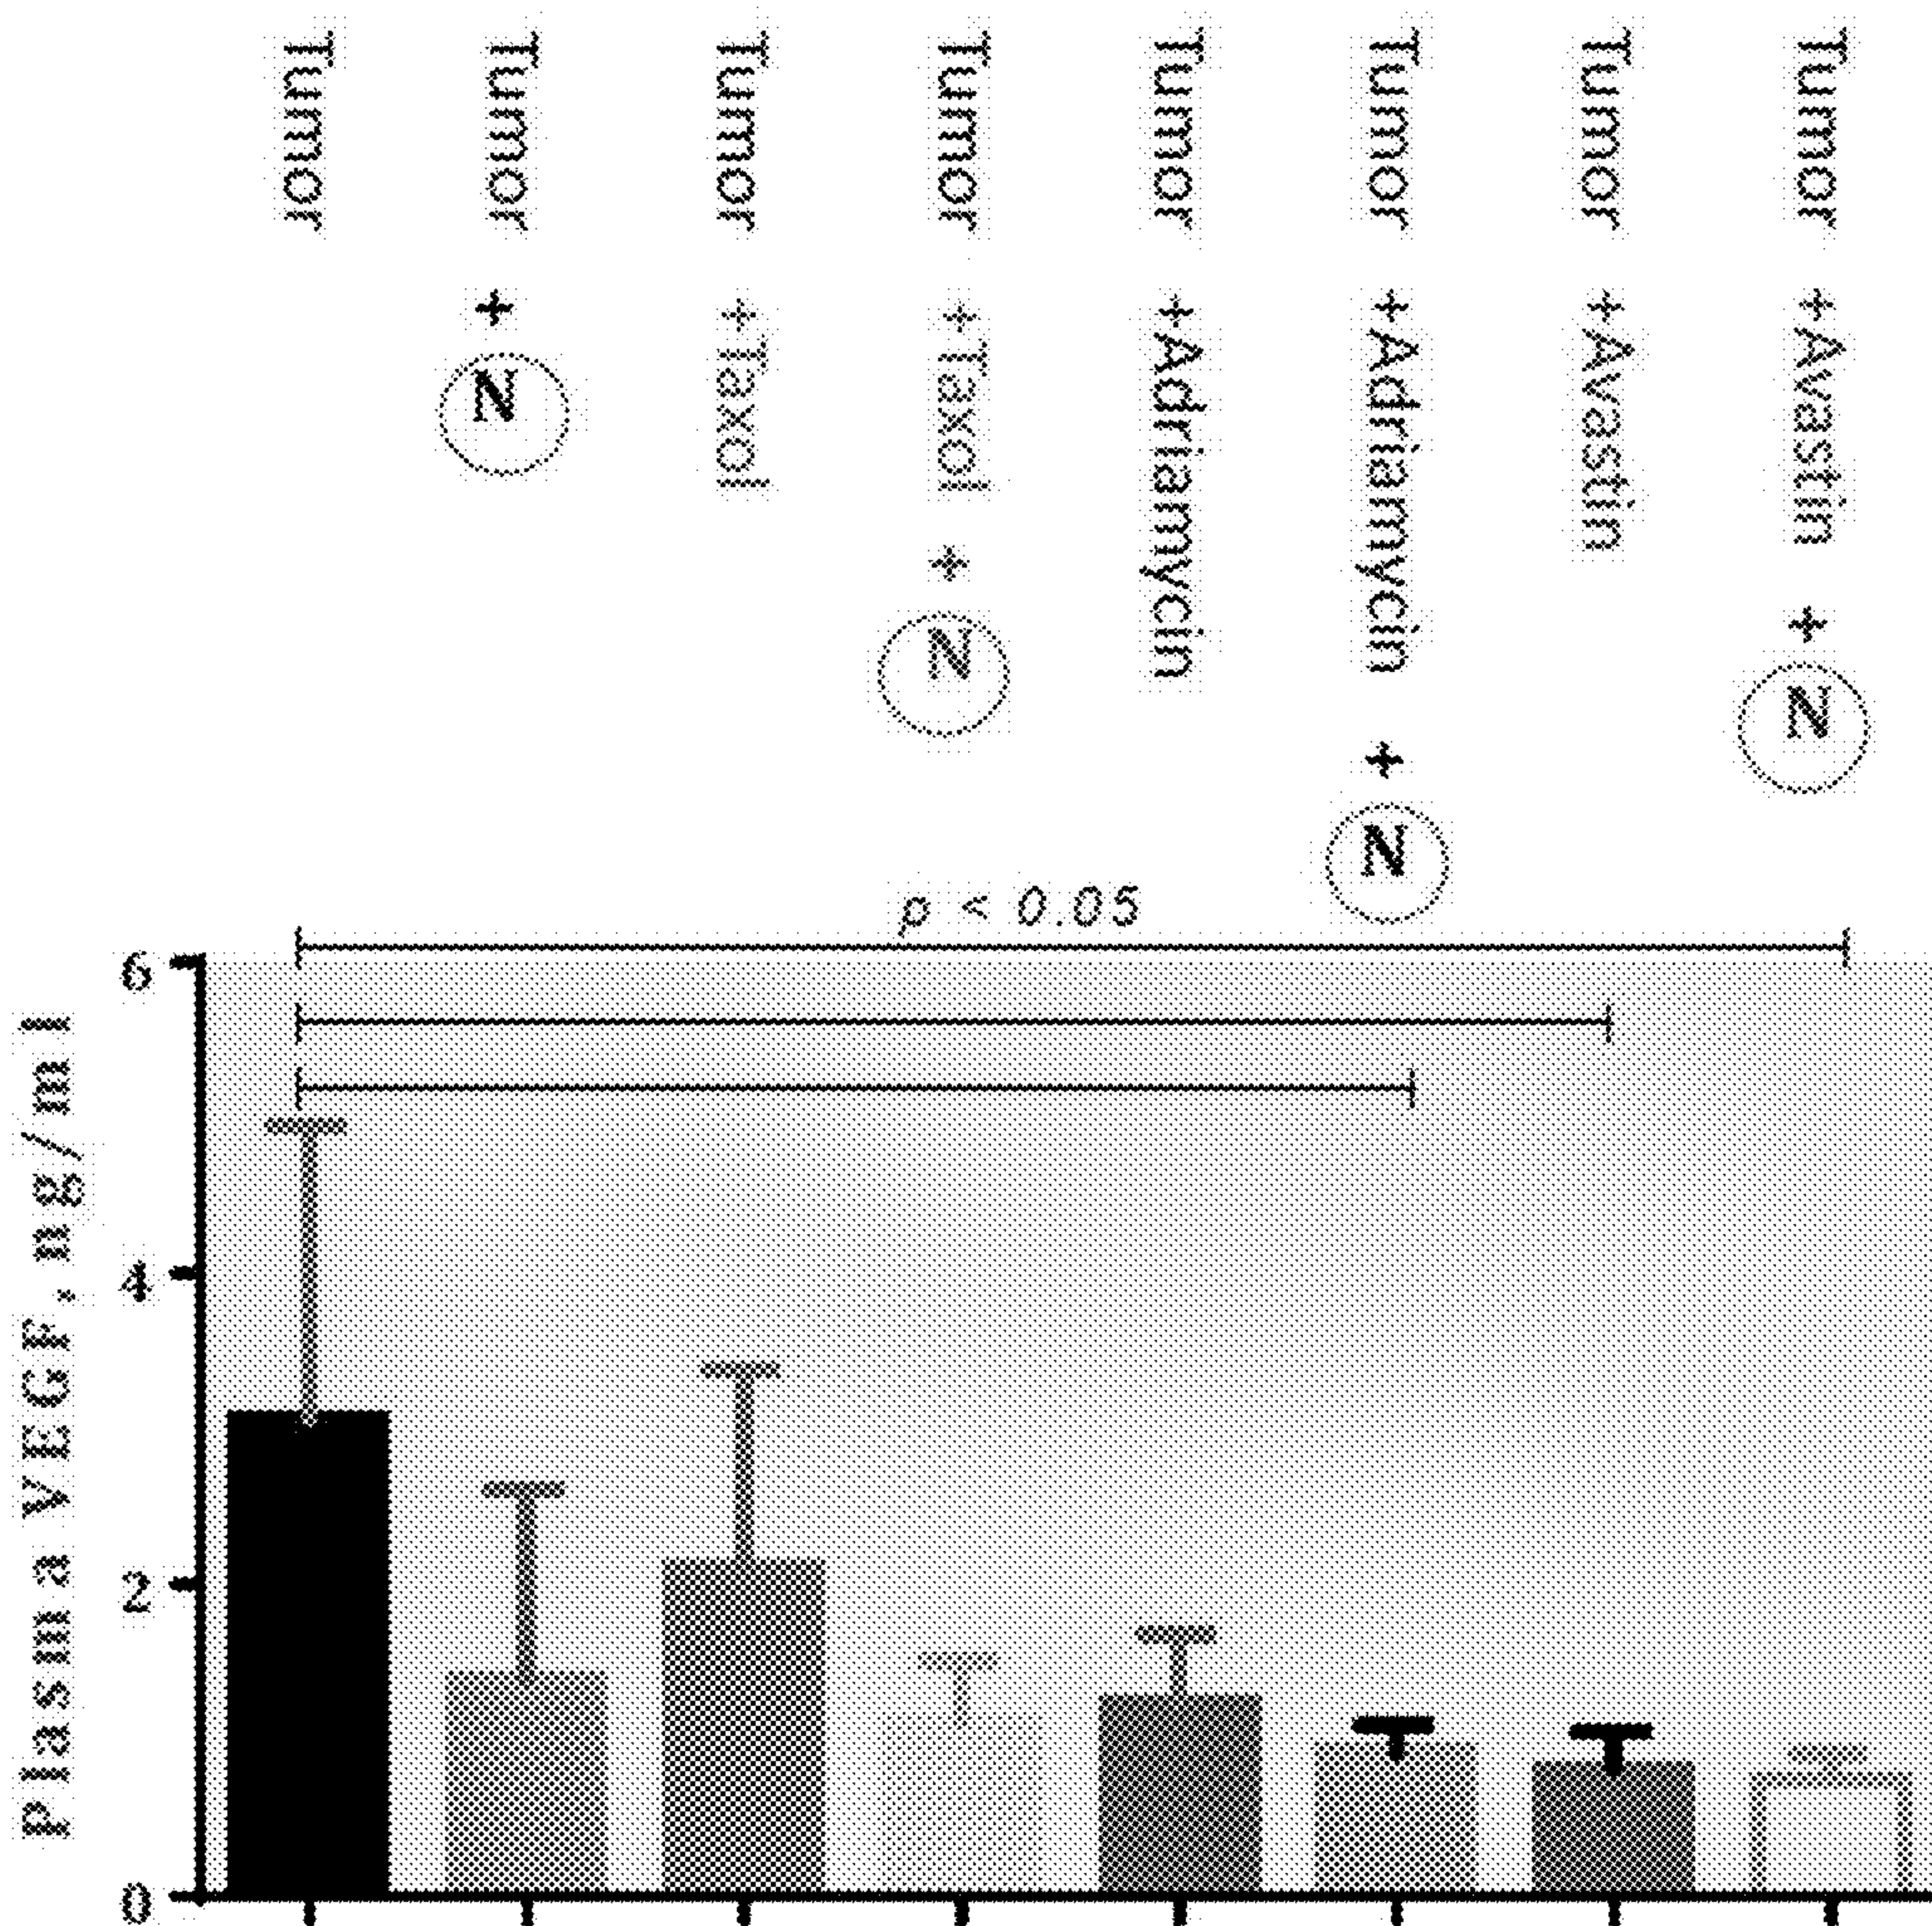 Tumor
Tumor + N
Tumor +Taxol
Tumor +Taxol + N
Tumor +Adriamycin
Tumor +Adriamycin + N
Tumor +Avastin
Tumor +Avastin + N
p < 0.05
Plasma VEGF, ng/ml
6
4
2
0